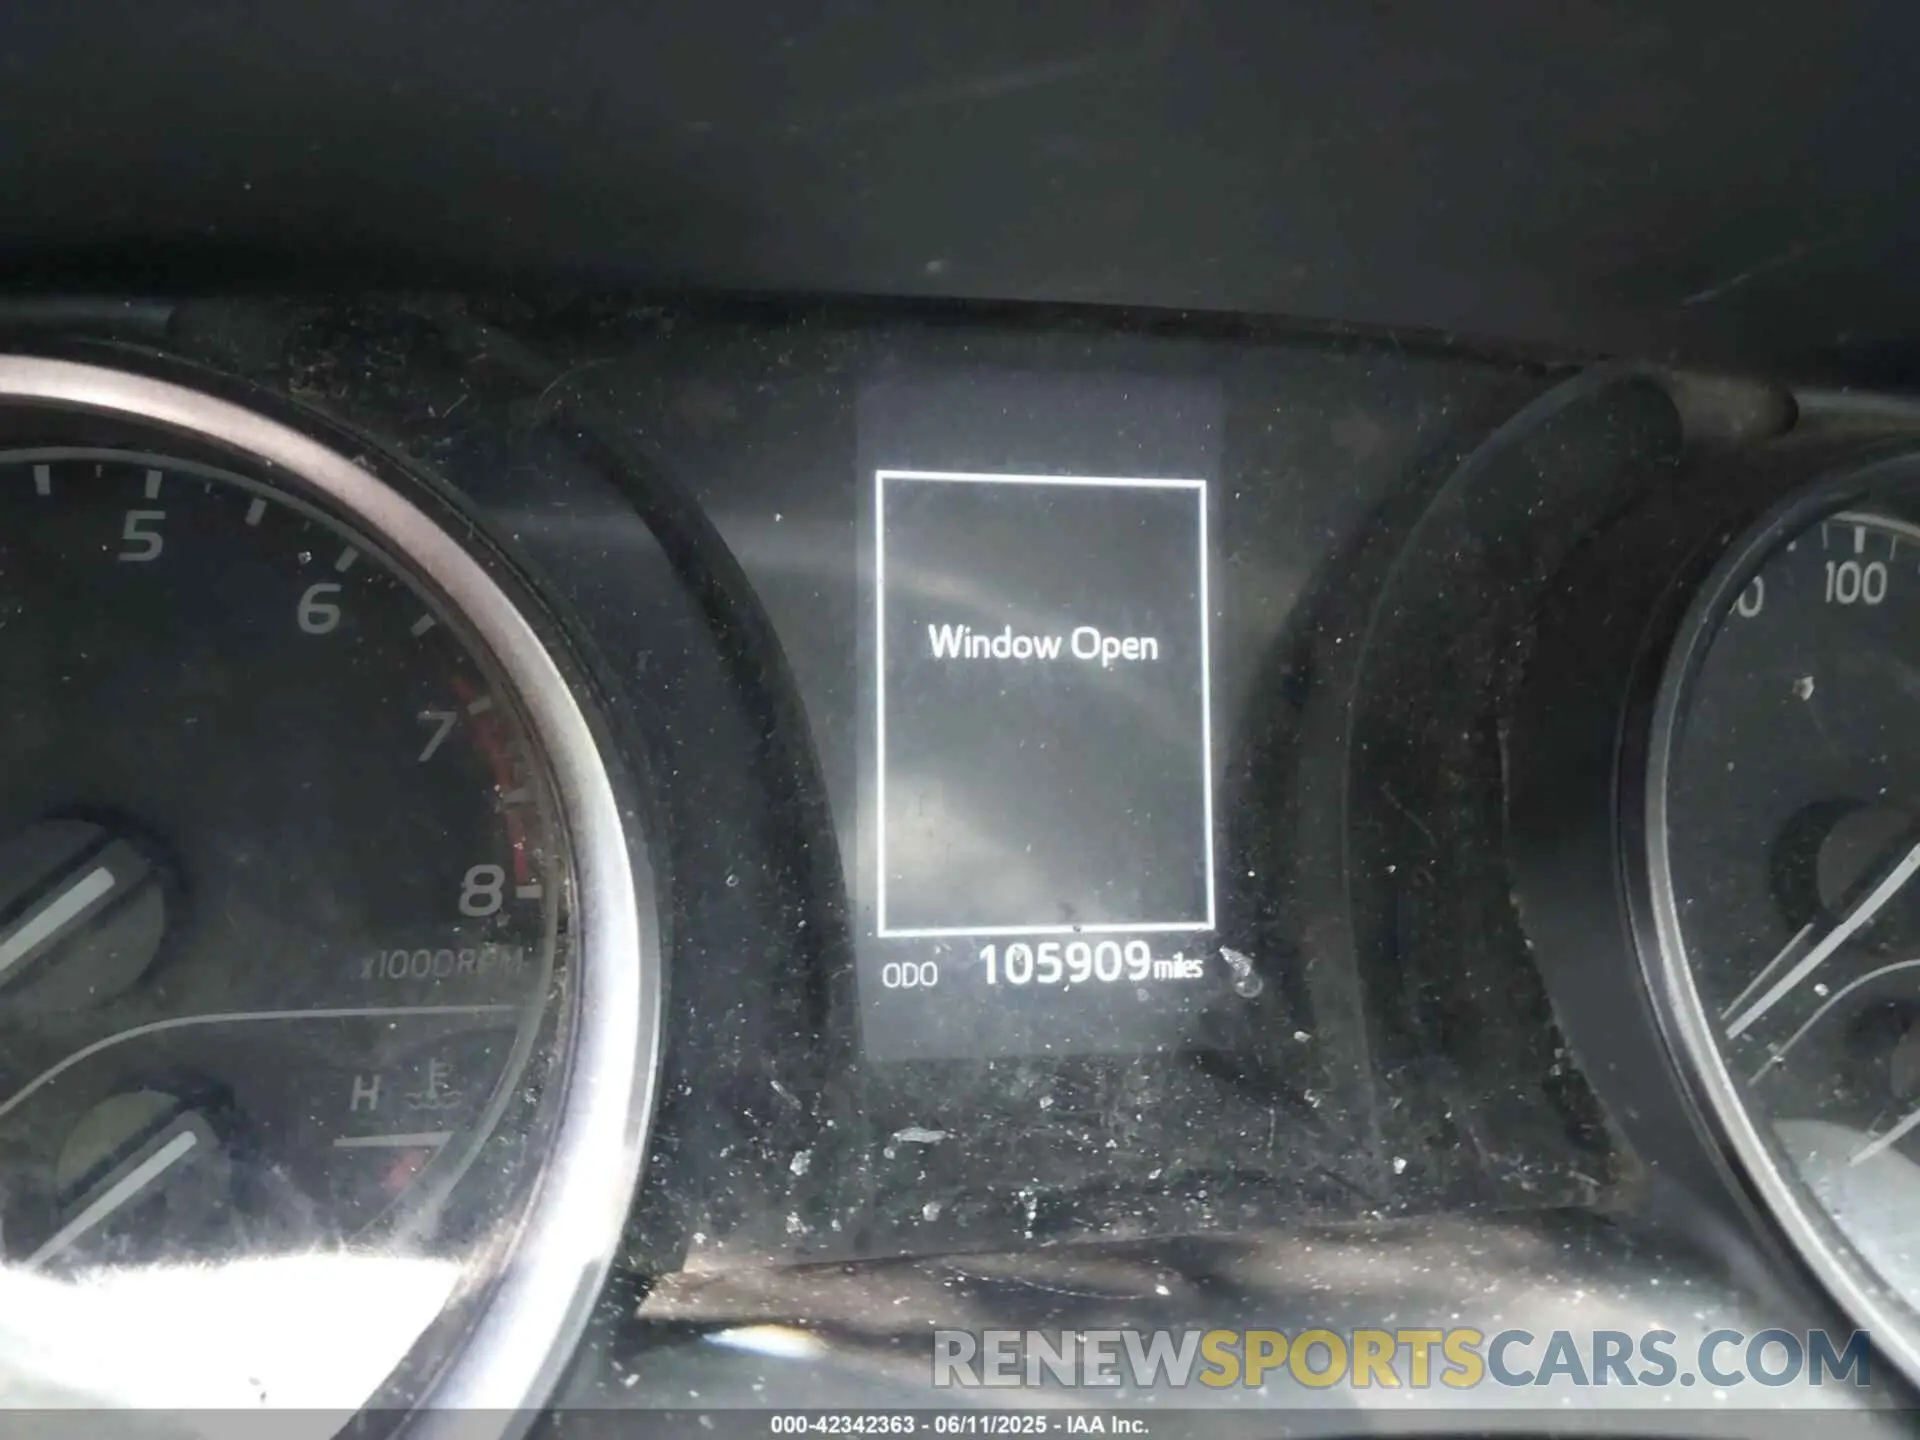 5
6
7
8
x1000RPM
H
Window Open
ODO 105909 miles
100
RENEWSPORTSCARS.COM
000-42342363 - 06/11/2025 - IAA Inc.